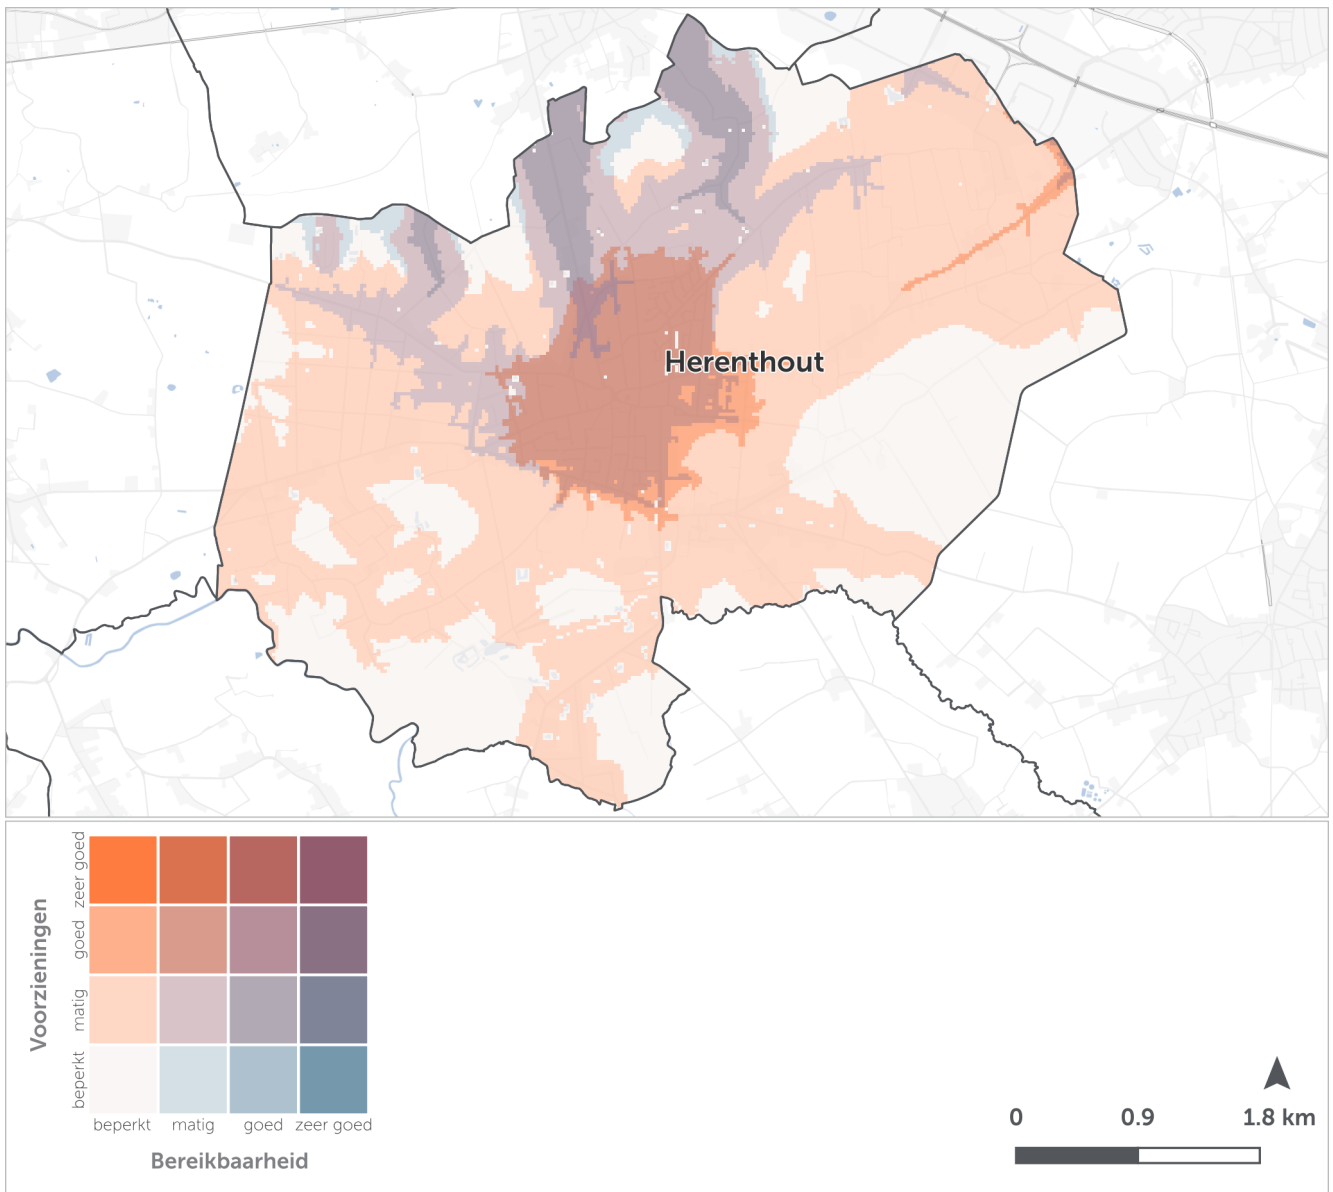 Herenthout
Voorzieningen
zeer goed
goed
matig
beperkt
beperkt matig goed zeer goed
Bereikbaarheid
0 0.9 1.8 km